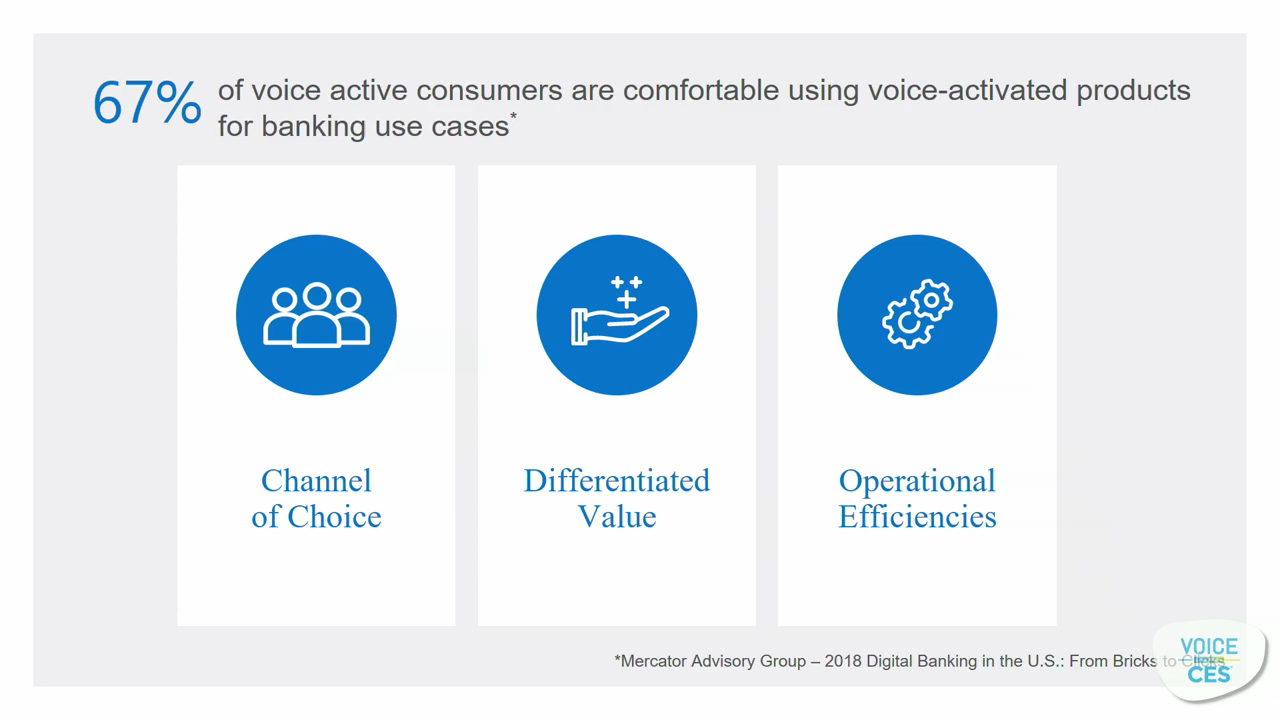 67% of voice active consumers are comfortable using voice-activated products
for banking use cases*
Channel
of Choice
Differentiated
Value
Operational
Efficiencies
*Mercator Advisory Group – 2018 Digital Banking in the U.S.: From Bricks to Clicks
VOICE
CES